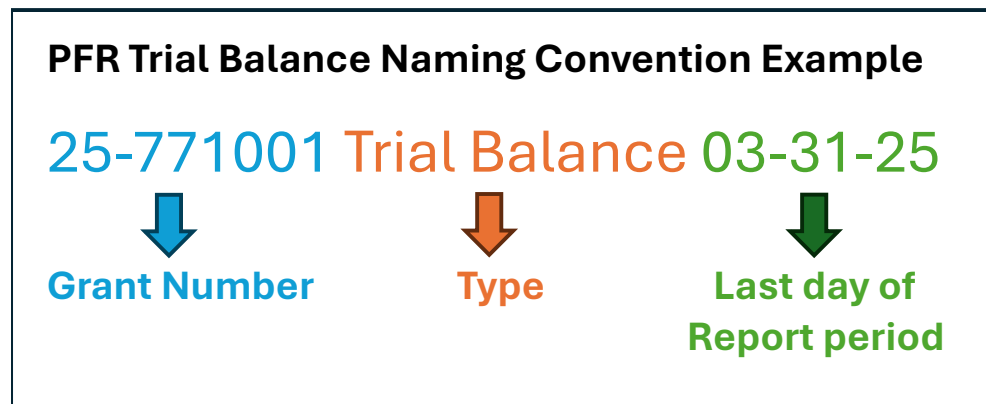 PFR Trial Balance Naming Convention Example
25-771001 Trial Balance 03-31-25
Grant Number
Type
Last day of
Report period